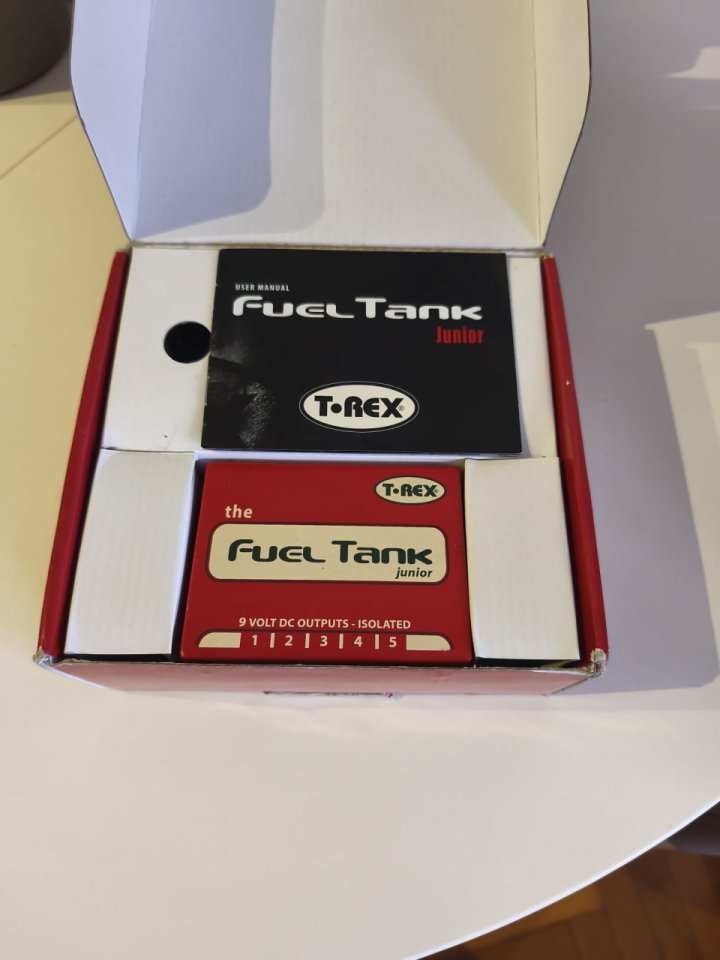 USER MANUAL
FUEL TANK
Junior
T•REX®
T•REX®
the
FUEL TANK
junior
9 VOLT DC OUTPUTS - ISOLATED
1 | 2 | 3 | 4 | 5